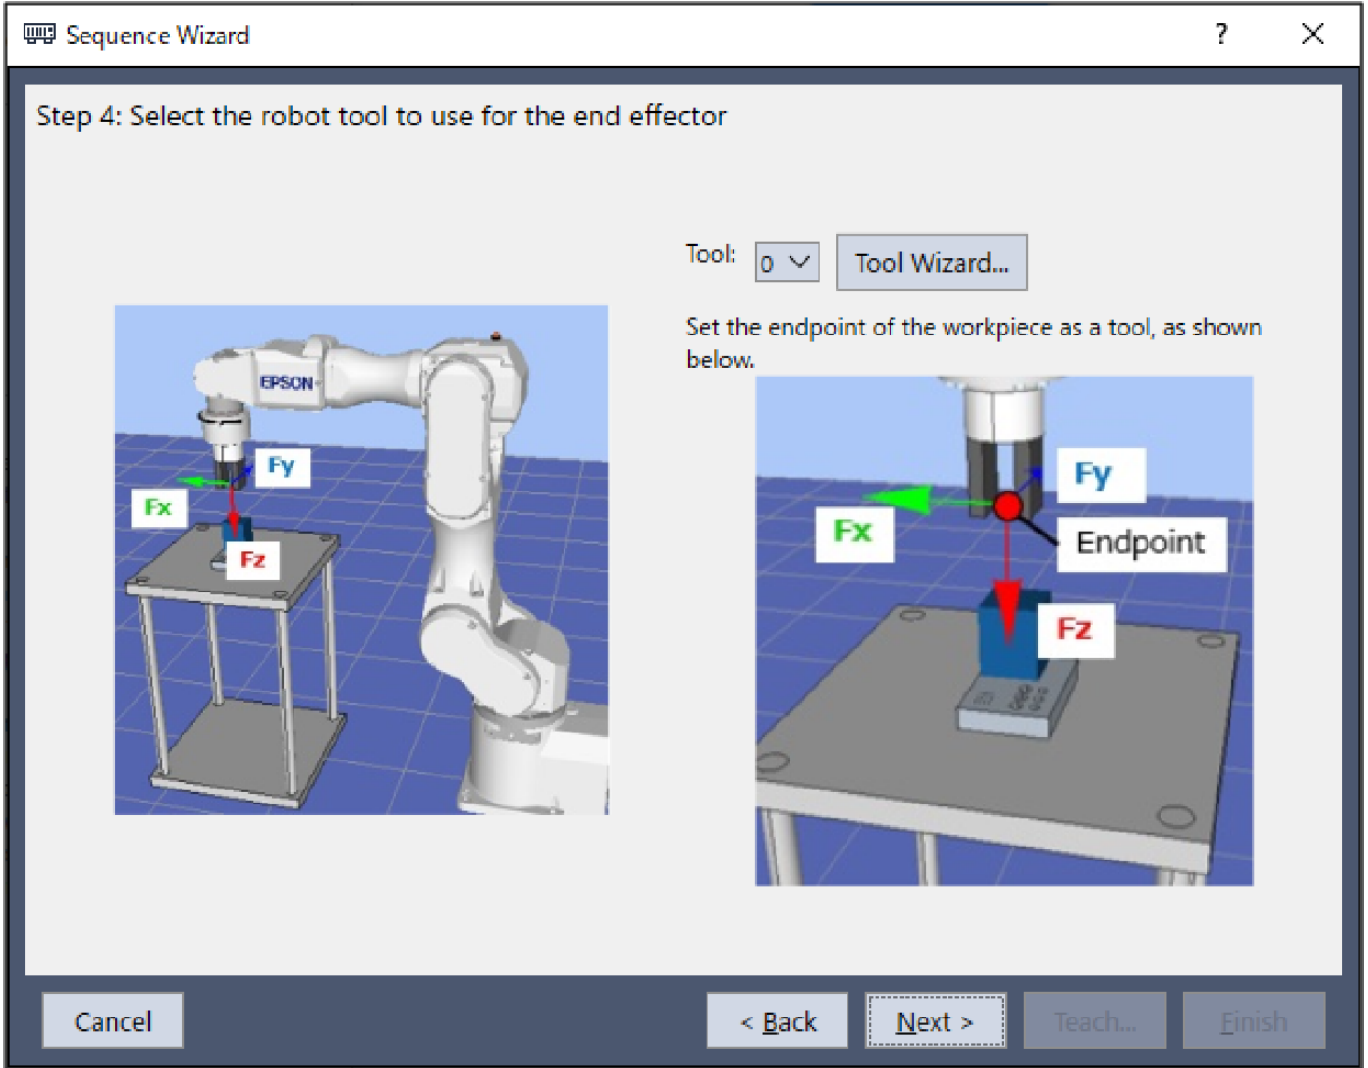 Sequence Wizard
?
Step 4: Select the robot tool to use for the end effector
Tool: 0 Tool Wizard...
Set the endpoint of the workpiece as a tool, as shown
below.
EPSON
Fy
Fx
Fz
Fy
Fx
Endpoint
Fz
Cancel
< Back
Next >
Teach...
Finish